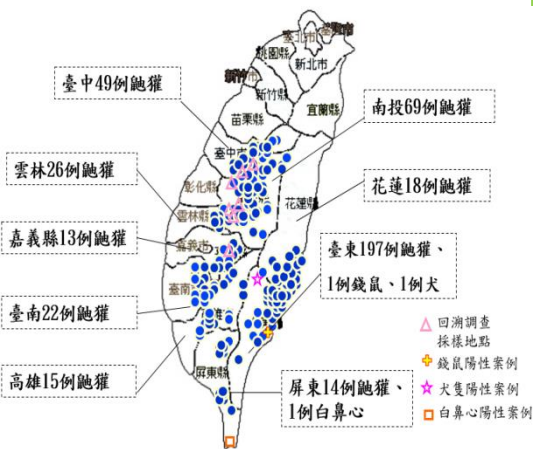 臺北市
基隆市
桃園縣
新北市
新竹市
新竹縣
宜蘭縣
苗栗縣
臺中49例鼬獾
南投69例鼬獾
臺中市
雲林26例鼬獾
彰化縣
花蓮18例鼬獾
花蓮縣
雲林縣
嘉義縣13例鼬獾
嘉義市
臺東197例鼬獾、
1例錢鼠、1例犬
臺南22例鼬獾
臺南
高雄15例鼬獾
屏東縣
屏東14例鼬獾、
1例白鼻心
回溯調查
採樣地點
錢鼠陽性案例
犬隻陽性案例
白鼻心陽性案例